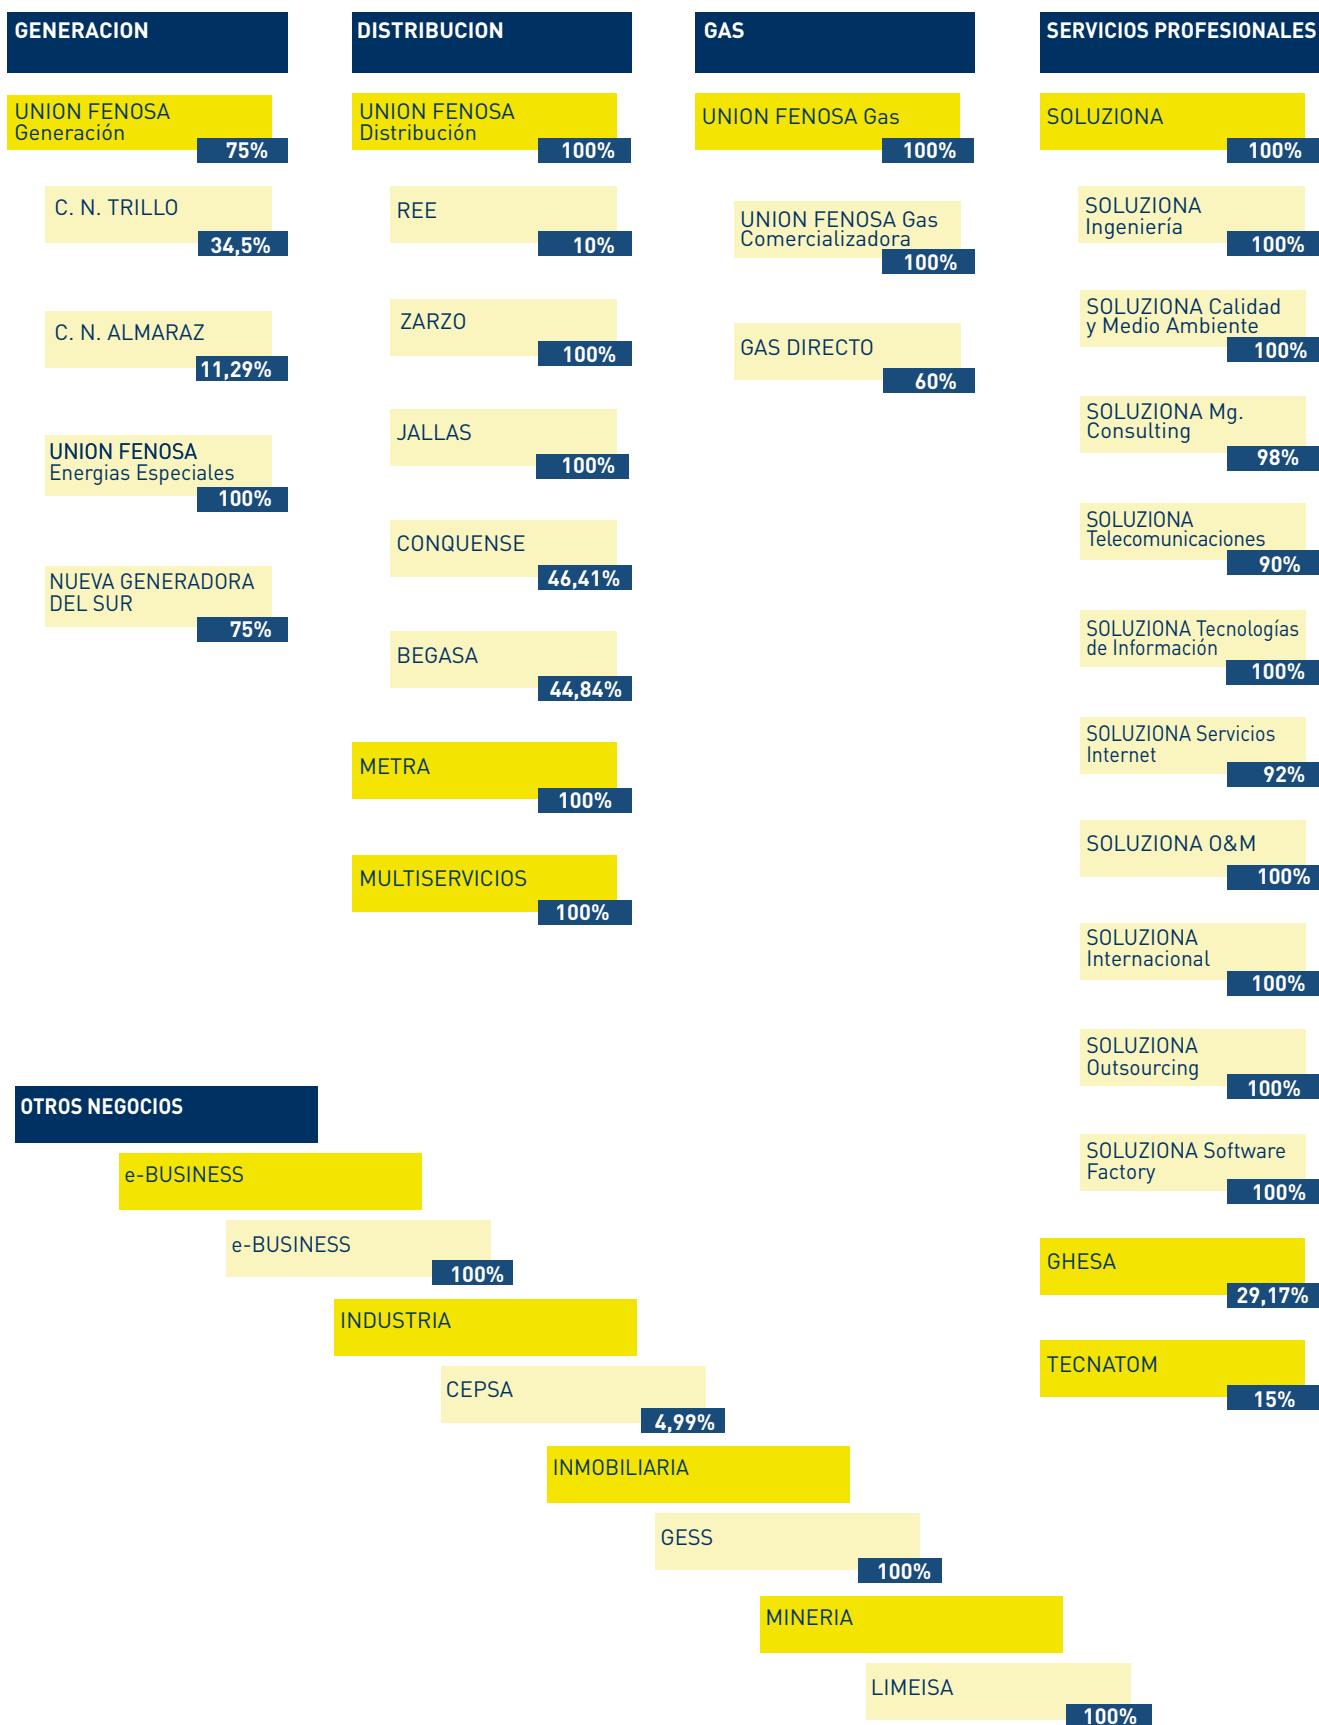 GENERACION
UNION FENOSA
Generación
75%
C. N. TRILLO
34,5%
C. N. ALMARAZ
11,29%
UNION FENOSA
Energias Especiales
100%
NUEVA GENERADORA
DEL SUR
75%
DISTRIBUCION
UNION FENOSA
Distribución
100%
REE
10%
ZARZO
100%
JALLAS
100%
CONQUENSE
46,41%
BEGASA
44,84%
METRA
100%
MULTISERVICIOS
100%
GAS
UNION FENOSA Gas
100%
UNION FENOSA Gas
Comercializadora
100%
GAS DIRECTO
60%
SERVICIOS PROFESIONALES
SOLUZIONA
100%
SOLUZIONA
Ingeniería
100%
SOLUZIONA Calidad
y Medio Ambiente
100%
SOLUZIONA Mg.
Consulting
98%
SOLUZIONA
Telecomunicaciones
90%
SOLUZIONA Tecnologías
de Información
100%
SOLUZIONA Servicios
Internet
92%
SOLUZIONA O&M
100%
SOLUZIONA
Internacional
100%
SOLUZIONA
Outsourcing
100%
SOLUZIONA Software
Factory
100%
GHESA
29,17%
TECNATOM
15%
OTROS NEGOCIOS
e-BUSINESS
e-BUSINESS
100%
INDUSTRIA
CEPSA
4,99%
INMOBILIARIA
GESS
100%
MINERIA
LIMEISA
100%